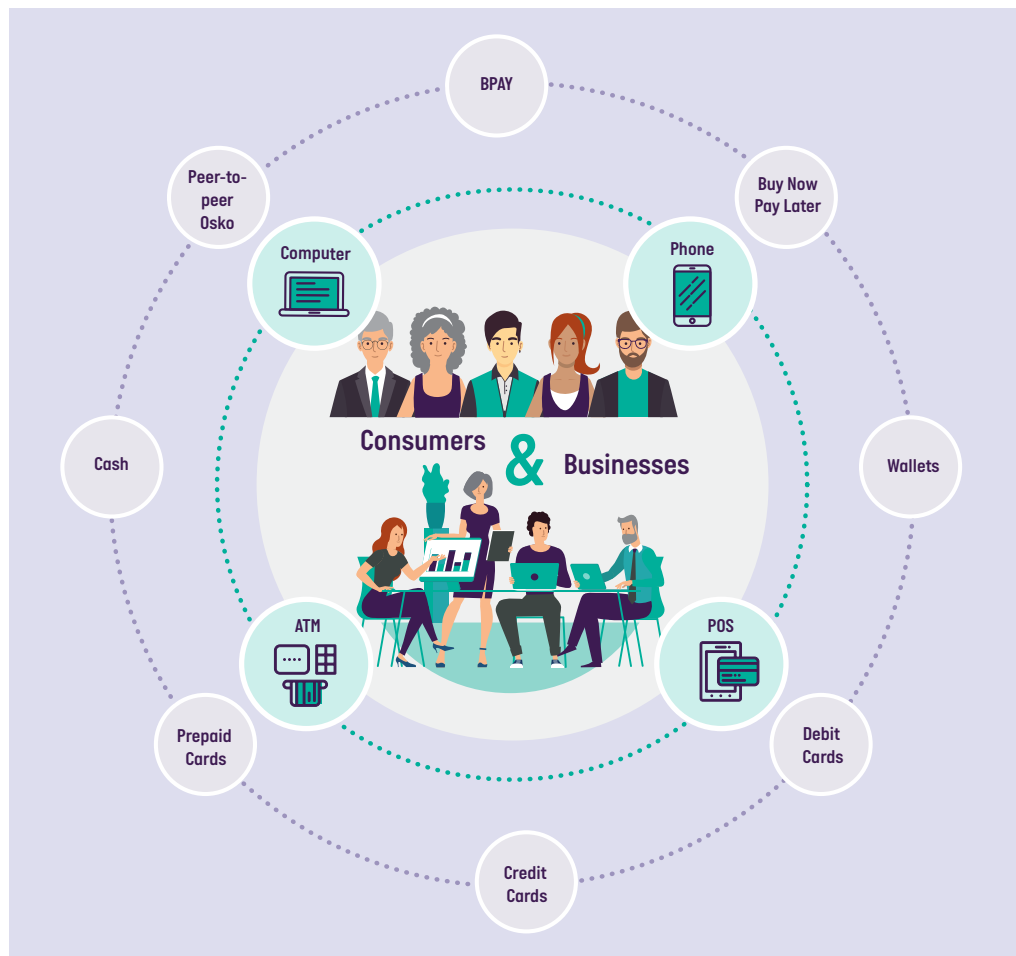 BPAY
Peer-to-
peer
Osko
Buy Now
Pay Later
Computer
Phone
Consumers
&
Businesses
Cash
Wallets
ATM
POS
Prepaid
Cards
Debit
Cards
Credit
Cards